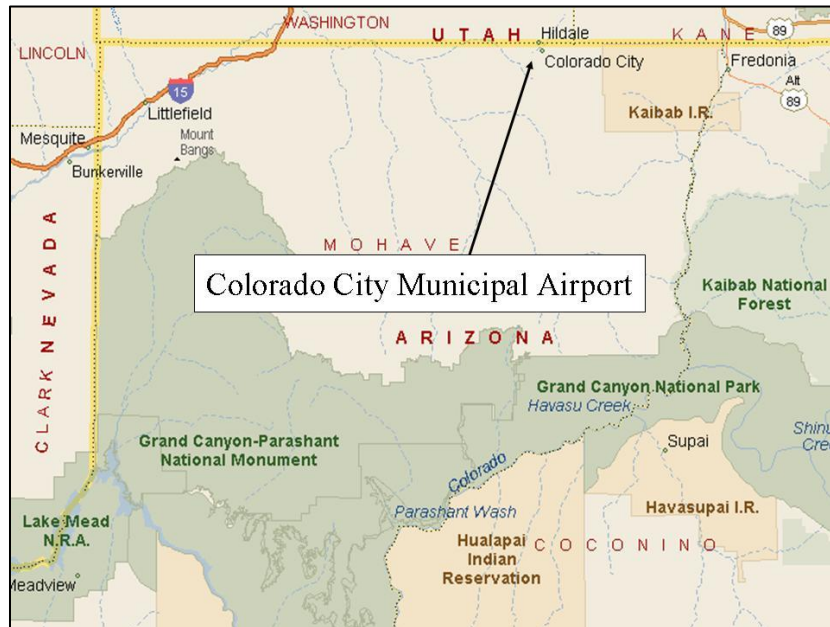 WASHINGTON
UTAH
Hildale
KANE
89
LINCOLN
Colorado City
Fredonia
Alt
89
15
Littlefield
Kaibab I.R.
Mesquite
Mount
Bangs
Bunkerville
MOHAVE
Colorado City Municipal Airport
Kaibab National
Forest
CLARK
NEVADA
ARIZONA
Grand Canyon National Park
Havasu Creek
Grand Canyon-Parashant
National Monument
Supai
Colorado
Lake Mead
N.R.A.
Parashant Wash
Havasupai I.R.
Hualapai
Indian
Reservation
COCONINO
Meadview